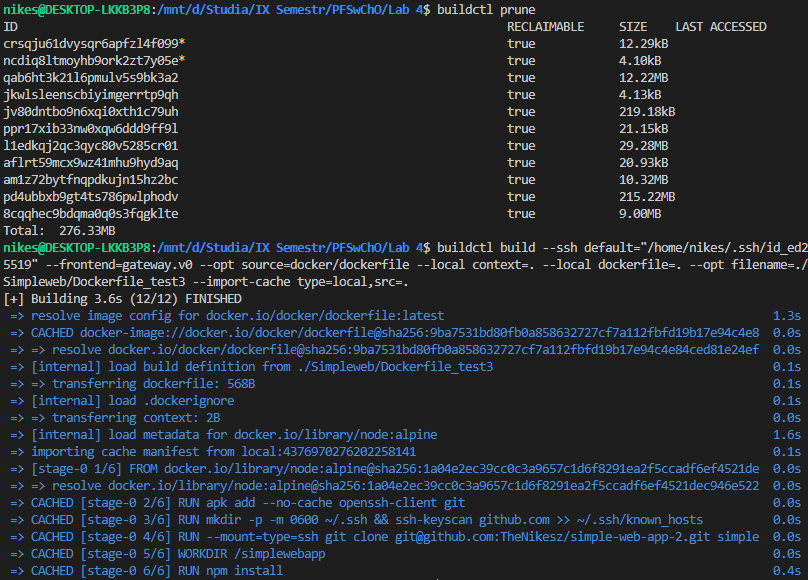 nikes@DESKTOP-LKKB3P8:/mnt/d/Studia/IX Semestr/PFSwChO/Lab 4$ buildctl prune
ID RECLAIMABLE SIZE LAST ACCESSED
crsqju61dvysqr6apfzl4f099* true 12.29kB
ncdiq8ltmoyhb9ork2zt7y05e* true 4.10kB
qab6ht3k21l6pmulv5s9bk3a2 true 12.22MB
jkwlsleenscbiyimgerrtp9qh true 4.13kB
jv80dntbo9n6xqi0xth1c79uh true 219.18kB
ppr17xib33nw0xqw6ddd9ff9l true 21.15kB
l1edkqj2qc3qyc80v5285cr01 true 29.28MB
aflrt59mcx9wz41mhu9hyd9aq true 20.93kB
am1z72bytfnqpdkujn15hz2bc true 10.32MB
pd4ubbxb9gt4ts786pwlphodv true 215.22MB
8cqqhec9bdqma0q0s3fqgklte true 9.00MB
Total: 276.33MB
nikes@DESKTOP-LKKB3P8:/mnt/d/Studia/IX Semestr/PFSwChO/Lab 4$ buildctl build --ssh default="/home/nikes/.ssh/id_ed2
5519" --frontend=gateway.v0 --opt source=docker/dockerfile --local context=. --local dockerfile=. --opt filename=./
Simpleweb/Dockerfile_test3 --import-cache type=local,src=.
[+] Building 3.6s (12/12) FINISHED
=> resolve image config for docker.io/docker/dockerfile:latest 1.3s
=> CACHED docker-image://docker.io/docker/dockerfile@sha256:9ba7531bd80fb0a858632727cf7a112fbfd19b17e94c4e8 0.0s
=> => resolve docker.io/docker/dockerfile@sha256:9ba7531bd80fb0a858632727cf7a112fbfd19b17e94c4e84ced81e24ef 0.0s
=> [internal] load build definition from ./Simpleweb/Dockerfile_test3 0.1s
=> => transferring dockerfile: 568B 0.1s
=> [internal] load .dockerignore 0.1s
=> => transferring context: 2B 0.0s
=> [internal] load metadata for docker.io/library/node:alpine 1.6s
=> importing cache manifest from local:4376970276202258141 0.1s
=> [stage-0 1/6] FROM docker.io/library/node:alpine@sha256:1a04e2ec39cc0c3a9657c1d6f8291ea2f5ccadf6ef4521de 0.0s
=> => resolve docker.io/library/node:alpine@sha256:1a04e2ec39cc0c3a9657c1d6f8291ea2f5ccadf6ef4521dec946e522 0.0s
=> CACHED [stage-0 2/6] RUN apk add --no-cache openssh-client git 0.0s
=> CACHED [stage-0 3/6] RUN mkdir -p -m 0600 ~/.ssh && ssh-keyscan github.com >> ~/.ssh/known_hosts 0.0s
=> CACHED [stage-0 4/6] RUN --mount=type=ssh git clone git@github.com:TheNikesz/simple-web-app-2.git simple 0.0s
=> CACHED [stage-0 5/6] WORKDIR /simplewebapp 0.0s
=> CACHED [stage-0 6/6] RUN npm install 0.4s